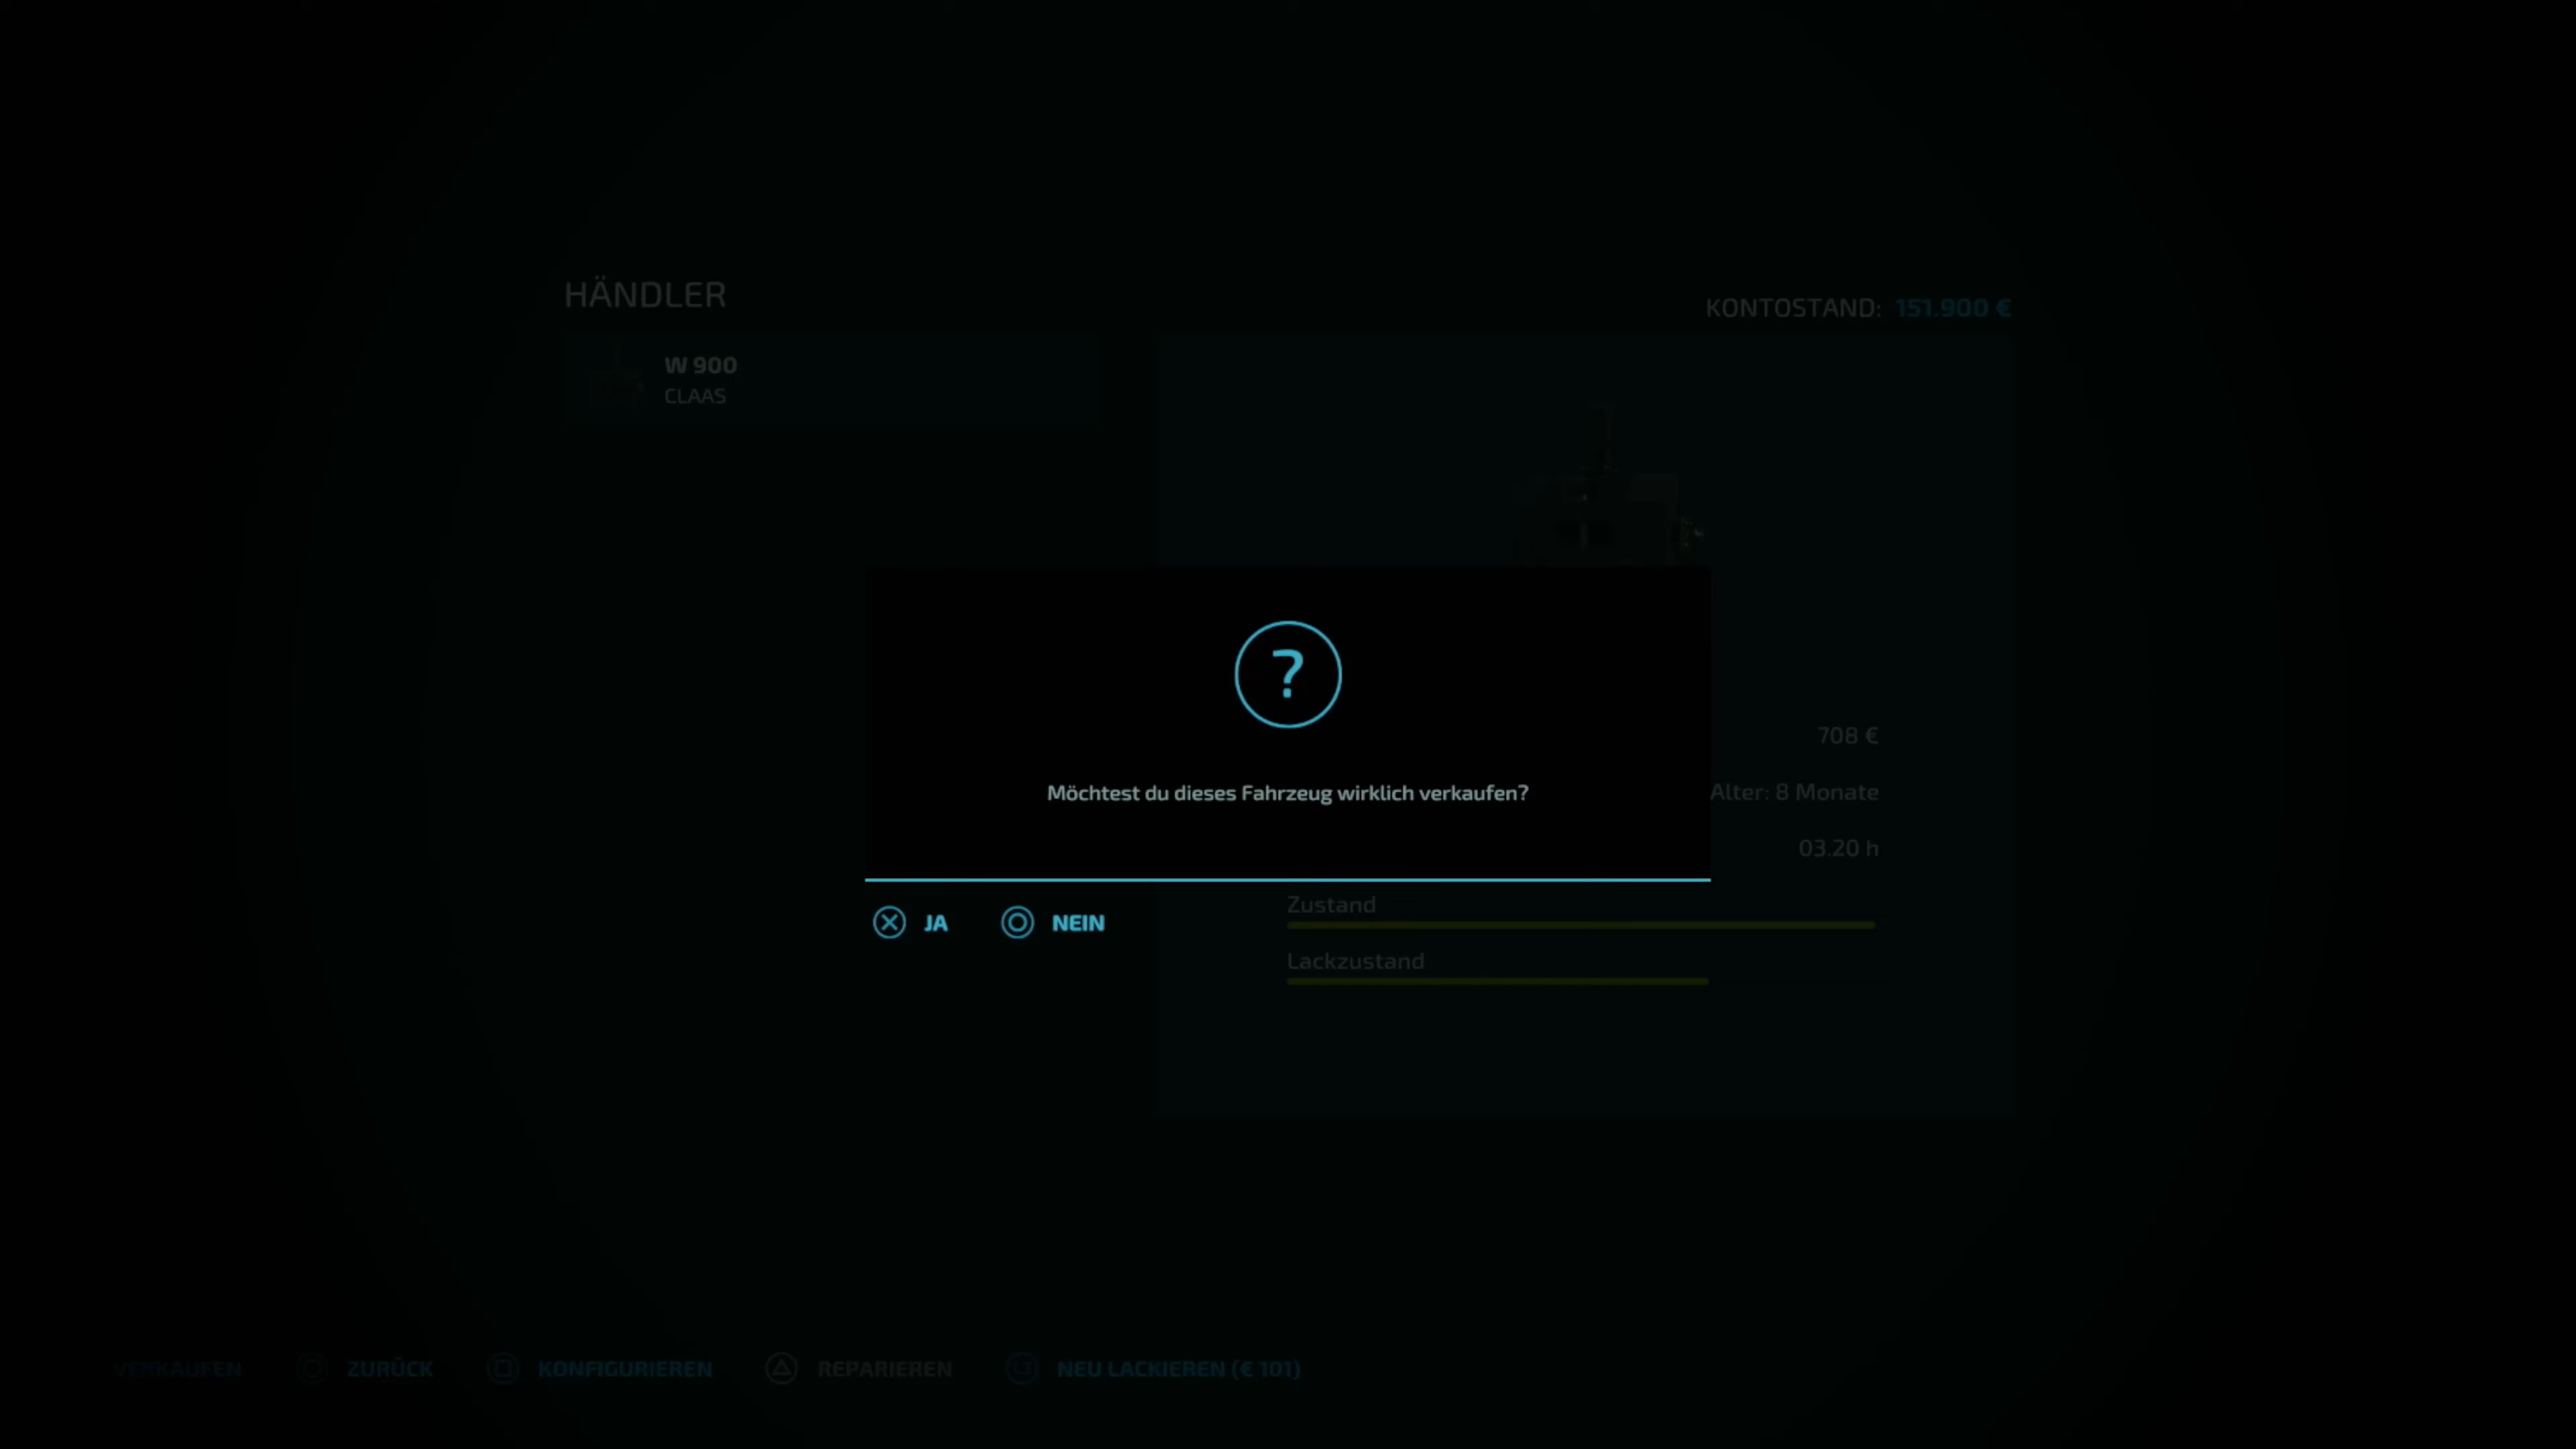 HÄNDLER
KONTOSTAND: 151.900 €
W 900
CLAAS
?
708 €
Möchtest du dieses Fahrzeug wirklich verkaufen?
Alter: 8 Monate
03.20 h
Zustand
JA
NEIN
Lackzustand
VERKAUFEN
ZURÜCK
KONFIGURIEREN
REPARIEREN
NEU LACKIEREN (€ 101)